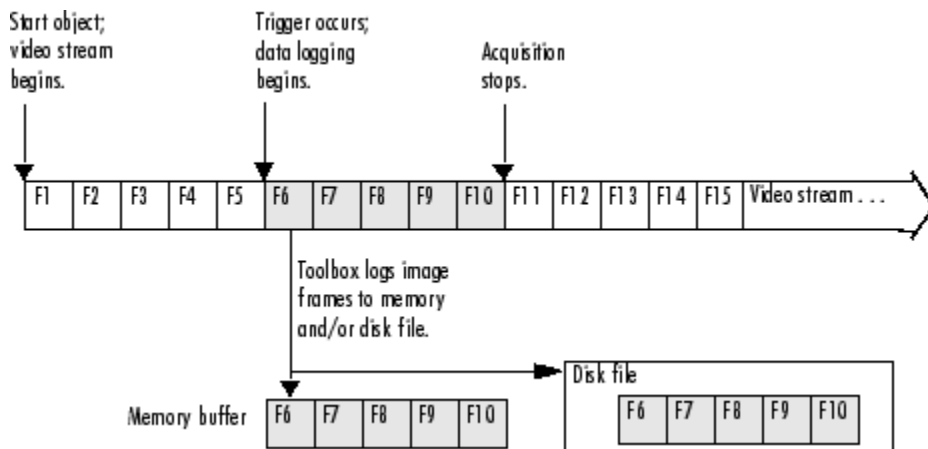 Start object;
video stream
begins.
Trigger occurs;
data logging
begins.
Acquisition
stops.
F1 F2 F3 F4 F5 F6 F7 F8 F9 F10 F11 F12 F13 F14 F15 Video stream . . .
Toolbox logs image
frames to memory
and/or disk file.
Disk file
Memory buffer F6 F7 F8 F9 F10
F6 F7 F8 F9 F10